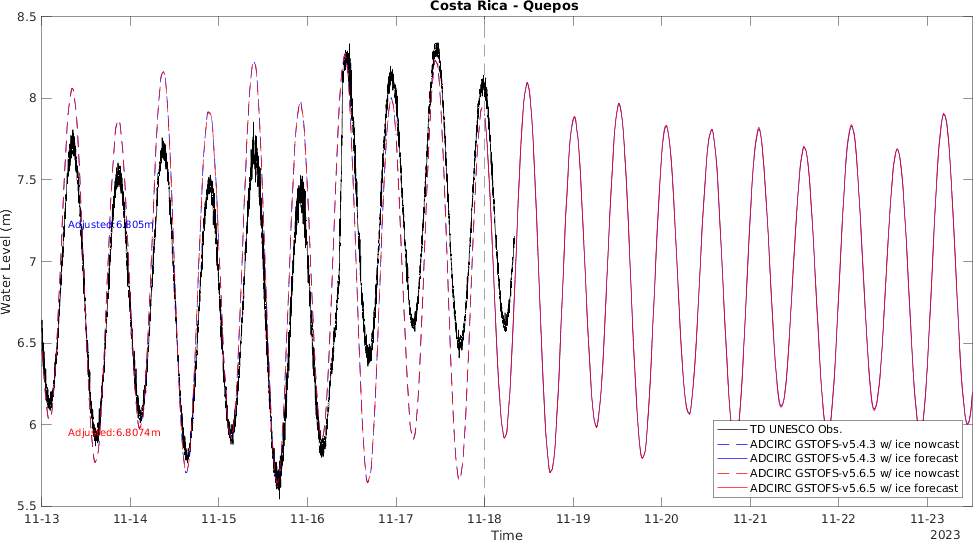 Costa Rica - Quepos
8.5
8
7.5
7
6.5
6
5.5
Water Level (m)
Adjusted:6.805m
Adjusted:6.8074m
TD UNESCO Obs.
ADCIRC GSTOFS-v5.4.3 w/ ice nowcast
ADCIRC GSTOFS-v5.4.3 w/ ice forecast
ADCIRC GSTOFS-v5.6.5 w/ ice nowcast
ADCIRC GSTOFS-v5.6.5 w/ ice forecast
11-13 11-14 11-15 11-16 11-17 11-18 11-19 11-20 11-21 11-22 11-23
Time
2023